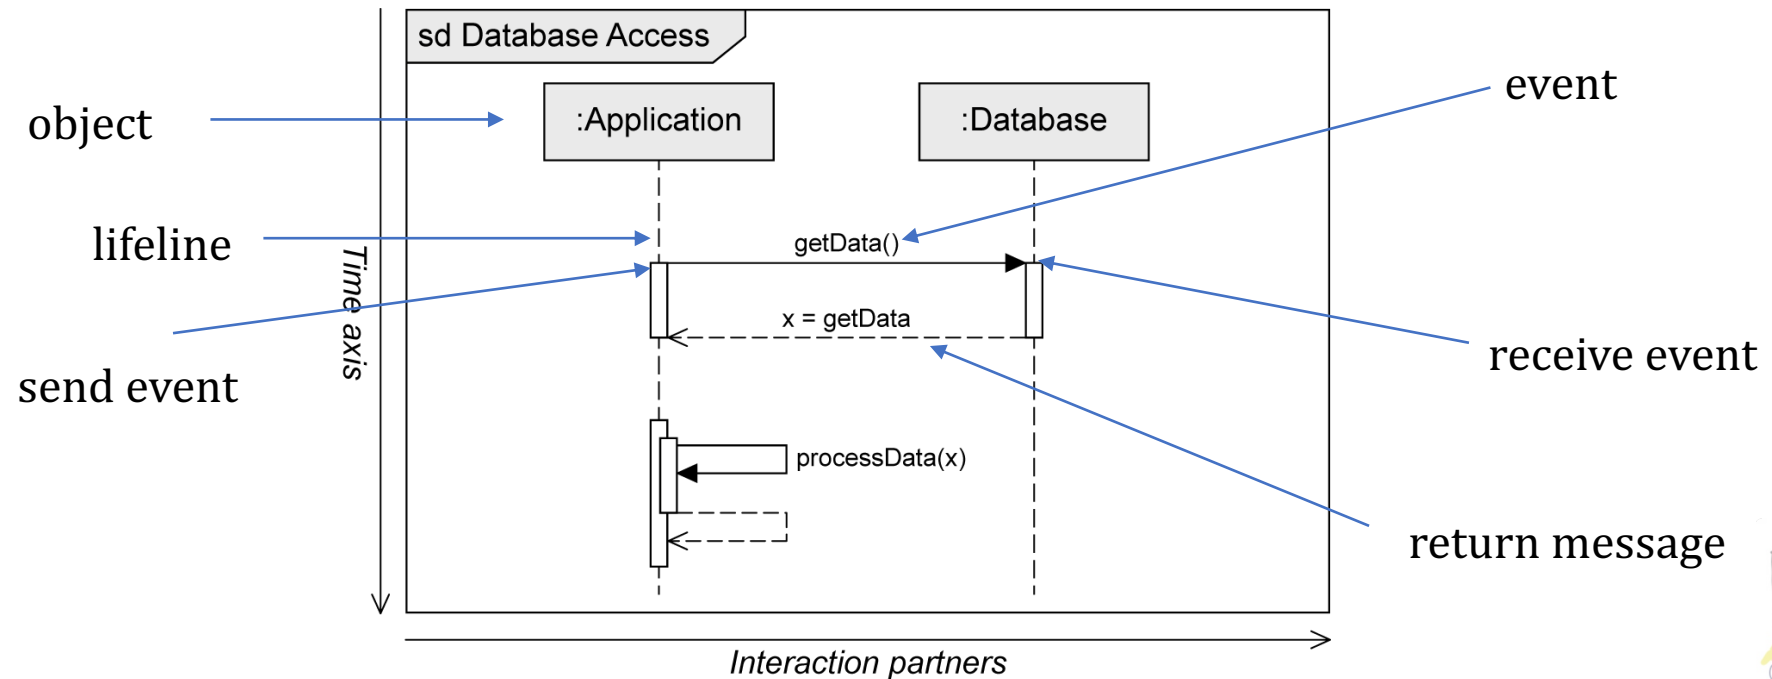 sd Database Access
event
object
:Application
:Database
lifeline
getData()
Time axis
x = getData
receive event
send event
processData(x)
return message
Interaction partners